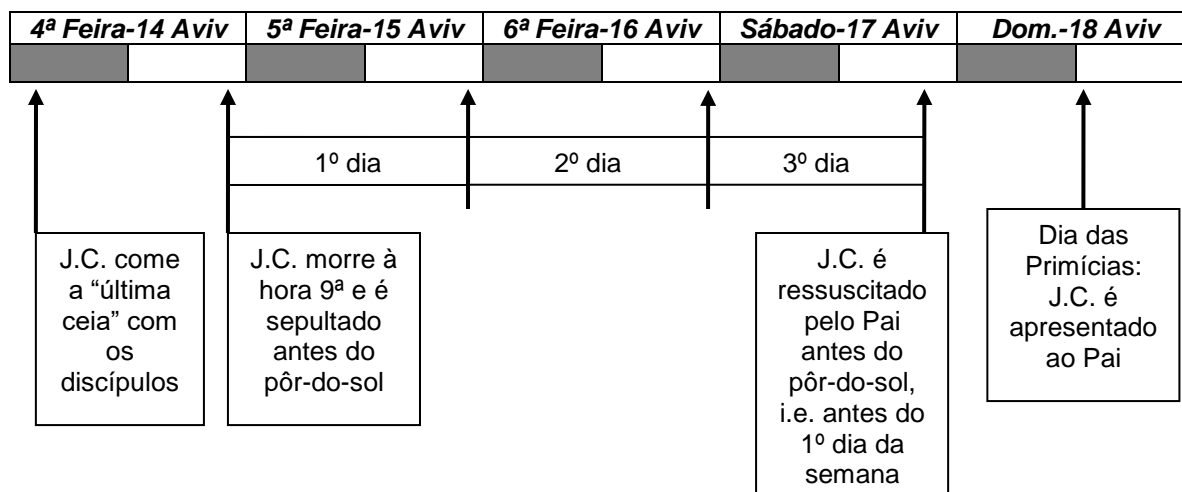 4ª Feira-14 Aviv 5ª Feira-15 Aviv 6ª Feira-16 Aviv Sábado-17 Aviv Dom.-18 Aviv
1º dia 2º dia 3º dia
J.C. come
a “última
ceia” com
os
discípulos
J.C. morre à
hora 9ª e é
sepultado
antes do
pôr-do-sol
J.C. é
ressuscitado
pelo Pai
antes do
pôr-do-sol,
i.e. antes do
1º dia da
semana
Dia das
Primícias:
J.C. é
apresentado
ao Pai